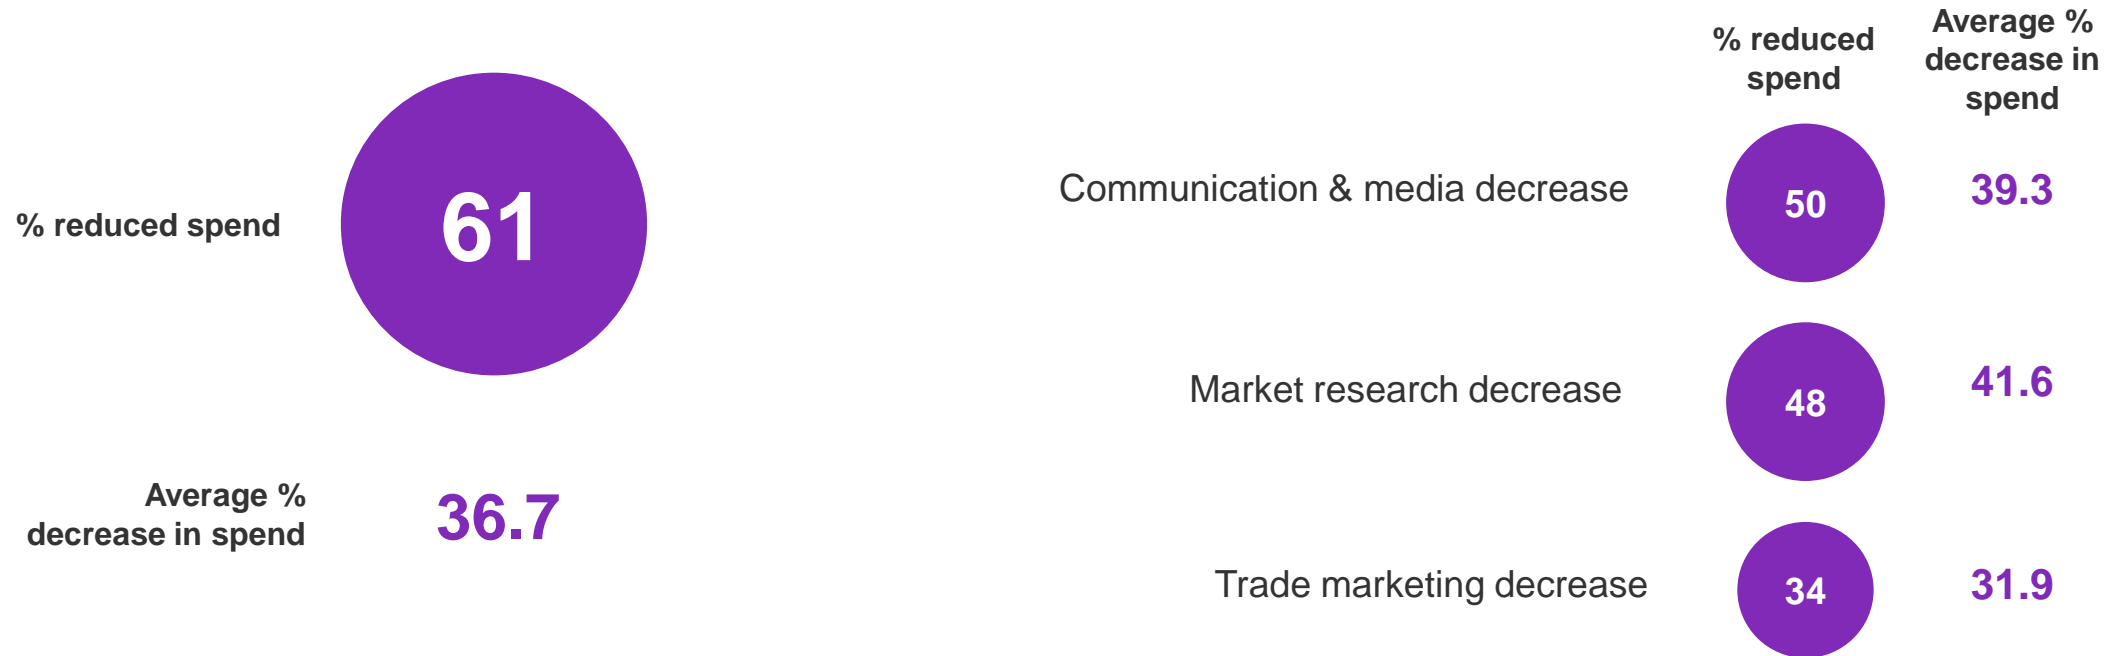 % reduced spend
61
Average %
decrease in spend
36.7
% reduced
spend
Average %
decrease in
spend
Communication & media decrease
50
39.3
Market research decrease
48
41.6
Trade marketing decrease
34
31.9